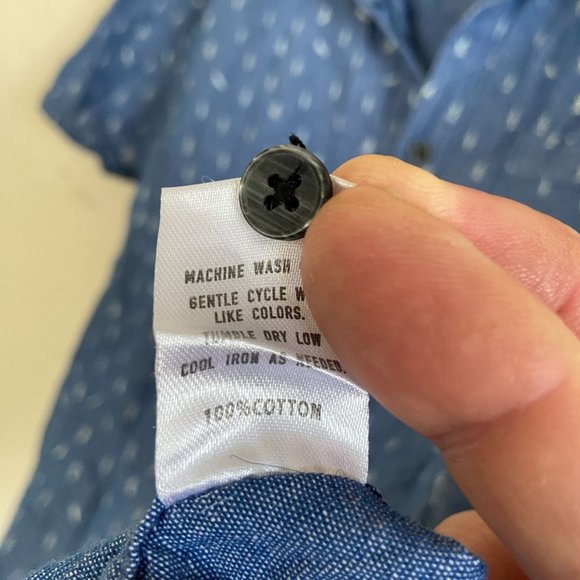 MACHINE WASH
GENTLE CYCLE
LIKE COLORS.
TUMBLE DRY LOW
COOL IRON AS NEEDED.
100%COTTON